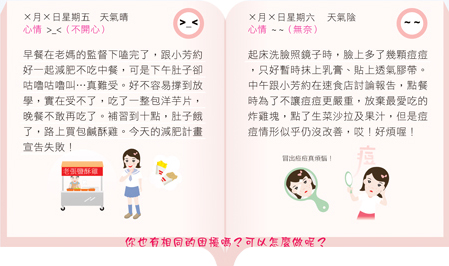 ×月×日星期五　天氣晴
心情 >_<（不開心）
早餐在老媽的監督下嗑完了，跟小芳約
好一起減肥不吃中餐，可是下午肚子卻
咕嚕咕嚕叫…真難受。好不容易撐到放
學，實在受不了，吃了一整包洋芋片，
晚餐不敢再吃了。補習到十點，肚子餓
了，路上買包鹹酥雞。今天的減肥計畫
宣告失敗！
老張鹽酥雞
×月×日星期六　天氣陰
心情 ~ ~（無奈）
起床洗臉照鏡子時，臉上多了幾顆痘痘
，只好暫時抹上乳膏、貼上透氣膠帶。
中午跟小芳約在速食店討論報告，點餐
時為了不讓痘痘更嚴重，放棄最愛吃的
炸雞塊，點了生菜沙拉及果汁，但是痘
痘情形似乎仍沒改善，哎！好煩喔！
冒出痘痘真煩惱！
痘
你也有相同的困擾嗎？可以怎麼做呢？